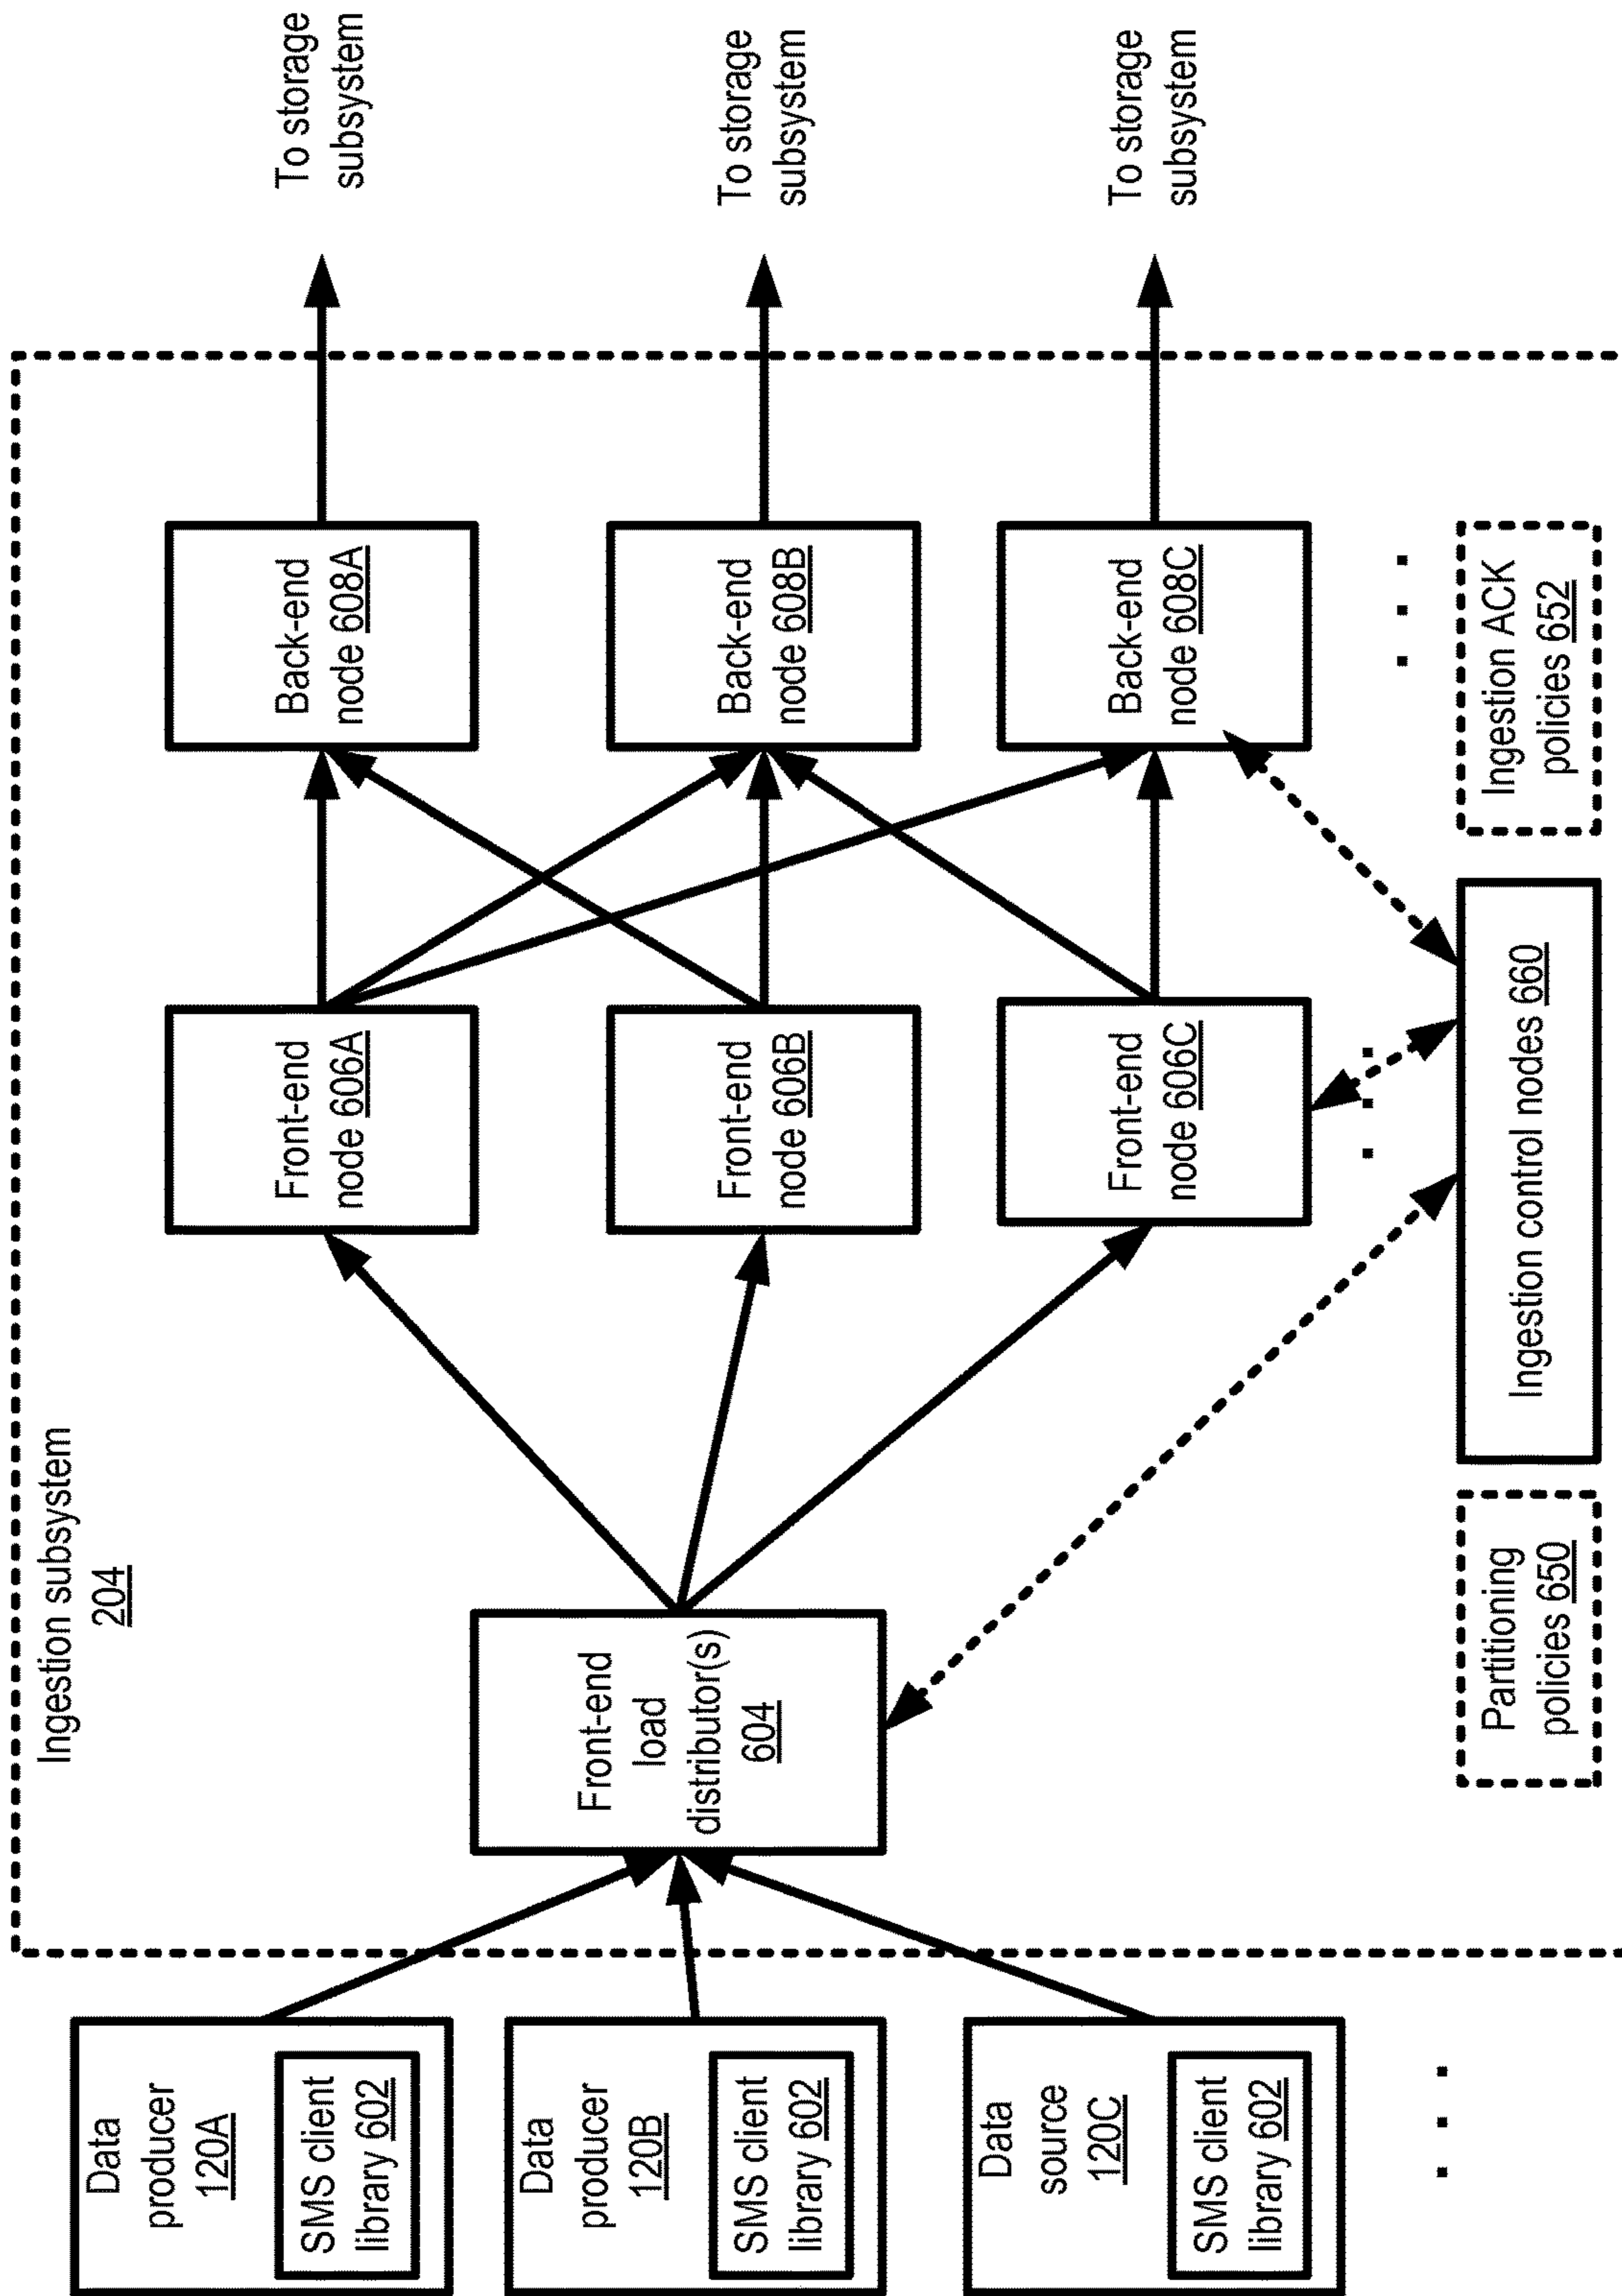 Ingestion subsystem
204
Data
producer
120A
SMS client
library 602
Data
producer
120B
SMS client
library 602
Data
source
120C
SMS client
library 602
Front-end
load
distributor(s)
604
Front-end
node 606A
Front-end
node 606B
Front-end
node 606C
Back-end
node 608A
Back-end
node 608B
Back-end
node 608C
To storage
subsystem
To storage
subsystem
To storage
subsystem
Partitioning
policies 650
Ingestion control nodes 660
Ingestion ACK
policies 652